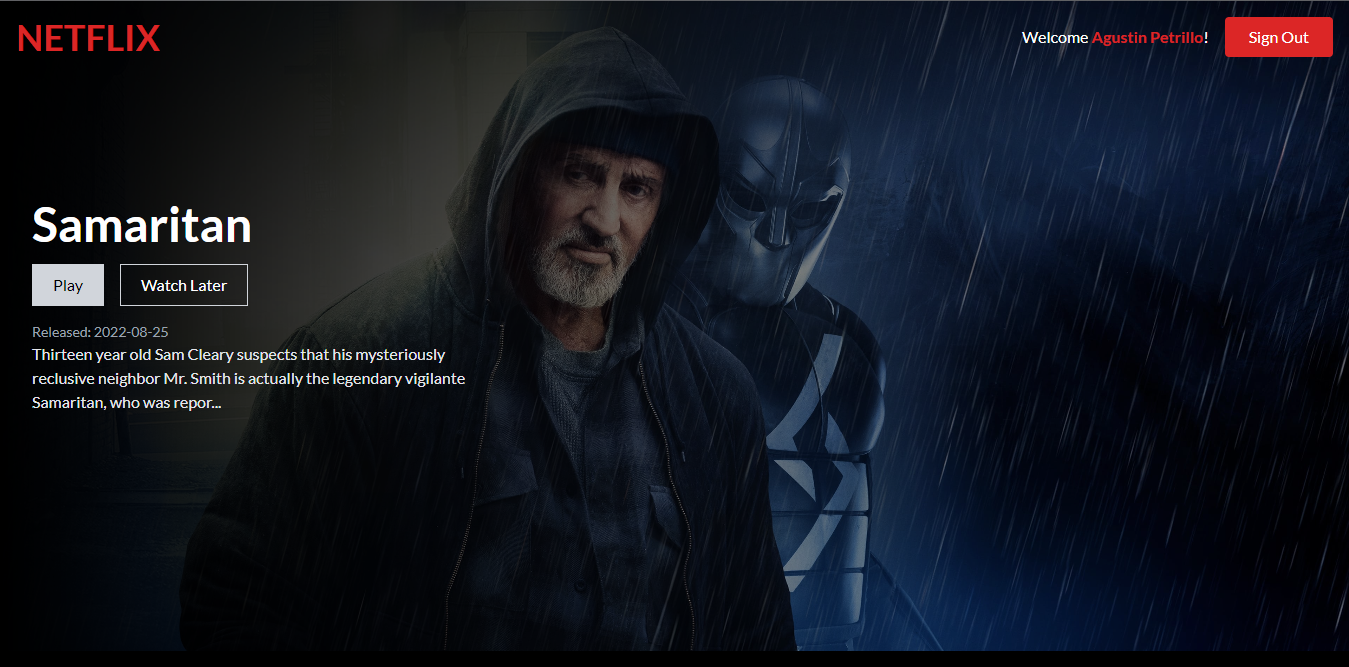 NETFLIX
Welcome Agustin Petrillo!
Sign Out
Samaritan
Play
Watch Later
Released: 2022-08-25
Thirteen year old Sam Cleary suspects that his mysteriously
reclusive neighbor Mr. Smith is actually the legendary vigilante
Samaritan, who was repor...